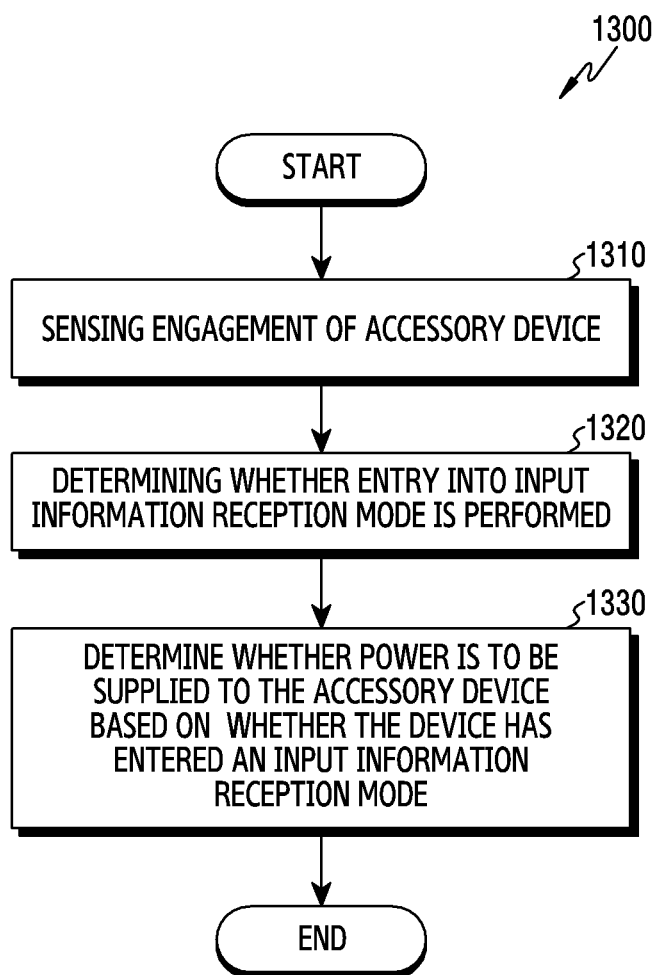 1300
START
1310
SENSING ENGAGEMENT OF ACCESSORY DEVICE
1320
DETERMINING WHETHER ENTRY INTO INPUT
INFORMATION RECEPTION MODE IS PERFORMED
1330
DETERMINE WHETHER POWER IS TO BE
SUPPLIED TO THE ACCESSORY DEVICE
BASED ON WHETHER THE DEVICE HAS
ENTERED AN INPUT INFORMATION
RECEPTION MODE
END